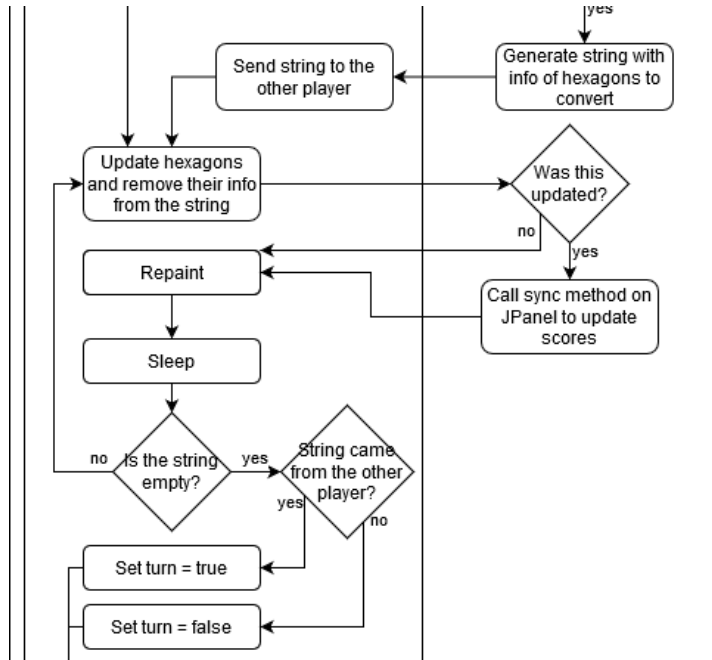 yes
Generate string with
info of hexagons to
convert
Send string to the
other player
Update hexagons
and remove their info
from the string
Was this
updated?
no
yes
Repaint
Call sync method on
JPanel to update
scores
Sleep
Is the string
empty?
no
yes
String came
from the other
player?
yes
no
Set turn = true
Set turn = false